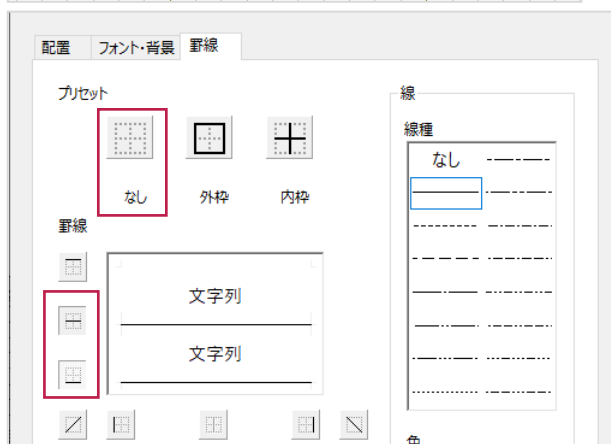 配置 フォント・背景 罫線
プリセット
なし 外枠 内枠
罫線
文字列
文字列
線
線種
なし
色